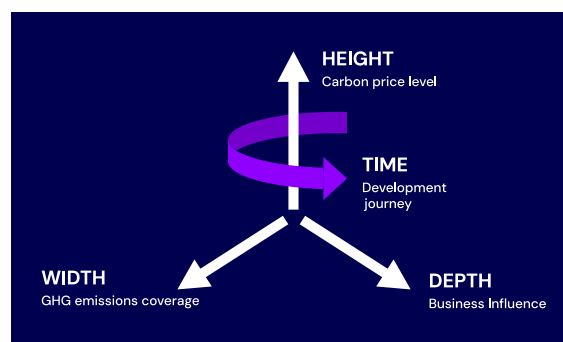 HEIGHT
Carbon price level
TIME
Development
journey
WIDTH
GHG emissions coverage
DEPTH
Business Influence